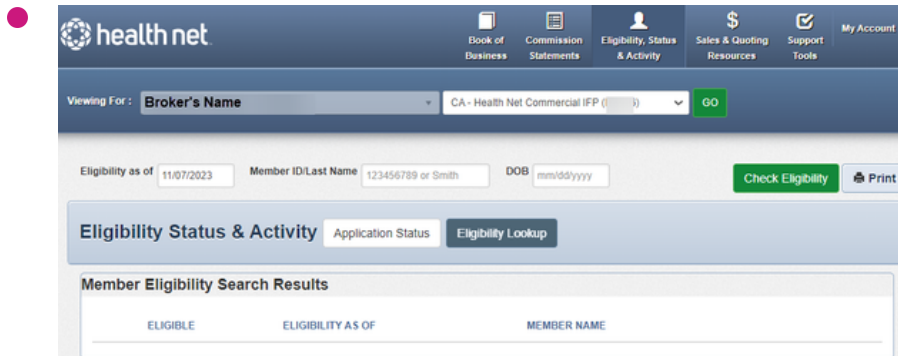 health net.
Book of Business
Commission Statements
Eligibility, Status & Activity
Sales & Quoting Resources
Support Tools
My Account
Viewing For : Broker's Name
CA - Health Net Commercial IFP (
GO
Eligibility as of 11/07/2023 Member ID/Last Name 123456789 or Smith DOB mm/dd/yyyy Check Eligibility Print
Eligibility Status & Activity Application Status Eligibility Lookup
Member Eligibility Search Results
ELIGIBLE ELIGIBILITY AS OF MEMBER NAME